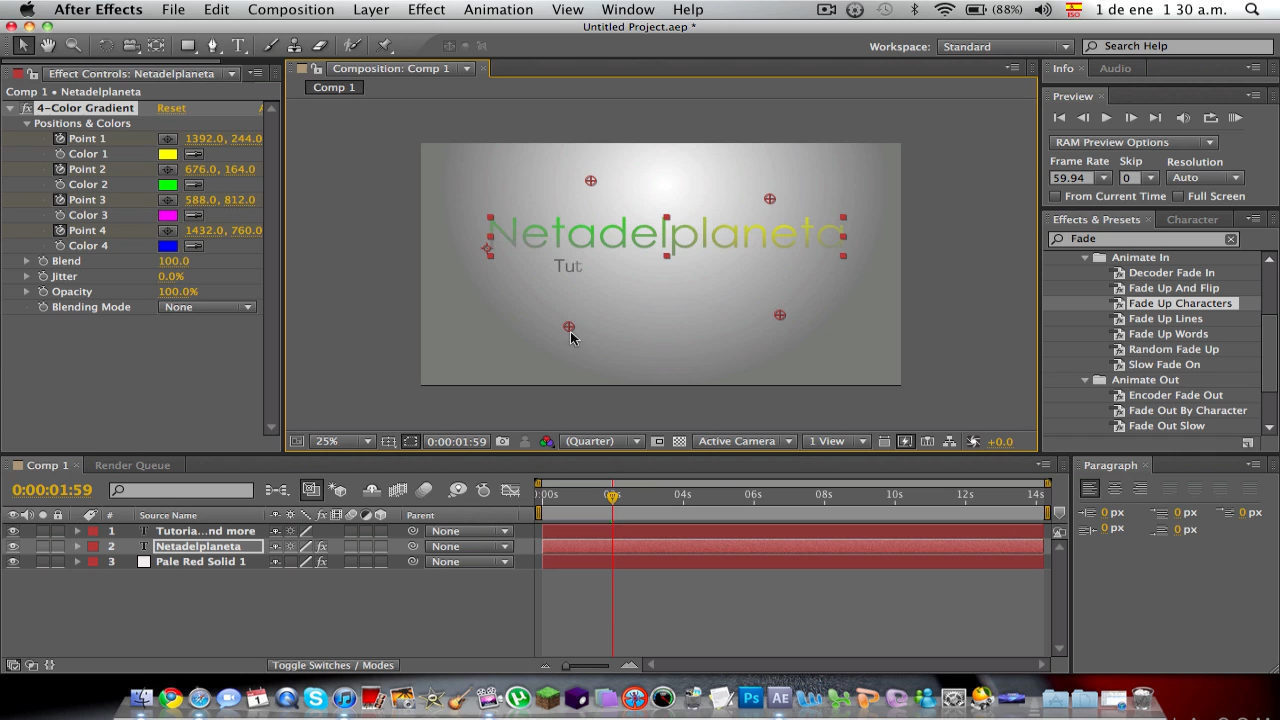 After Effects File Edit Composition Layer Effect Animation View Window Help (88%) ISO 1 de ene 1 30 a.m.
Untitled Project.aep *
Workspace: Standard Search Help
Effect Controls: Netadelplaneta
Composition: Comp 1
Info Audio
Comp 1 • Netadelplaneta
Comp 1
Preview
4-Color Gradient Reset
Positions & Colors
Point 1 1392.0, 244.0
Color 1
Point 2 676.0, 164.0
Color 2
Point 3 588.0, 812.0
Color 3
Point 4 1432.0, 760.0
Color 4
Blend 100.0
Jitter 0.0%
Opacity 100.0%
Blending Mode None
Netadelplaneta
Tut
RAM Preview Options
Frame Rate Skip Resolution
59.94 0 Auto
From Current Time Full Screen
Effects & Presets Character
Fade
Animate In
Decoder Fade In
Fade Up And Flip
Fade Up Characters
Fade Up Lines
Fade Up Words
Random Fade Up
Slow Fade On
Animate Out
Encoder Fade Out
Fade Out By Character
Fade Out Slow
25% 0:00:01:59 (Quarter) Active Camera 1 View +0.0
Comp 1 Render Queue
0:00:01:59
:00s 04s 06s 08s 10s 12s 14s
# Source Name Parent
1 T Tutoria...nd more None
2 T Netadelplaneta None
3 Pale Red Solid 1 None
Toggle Switches / Modes
Paragraph
0 px 0 px 0 px
0 px 0 px
Ps AE